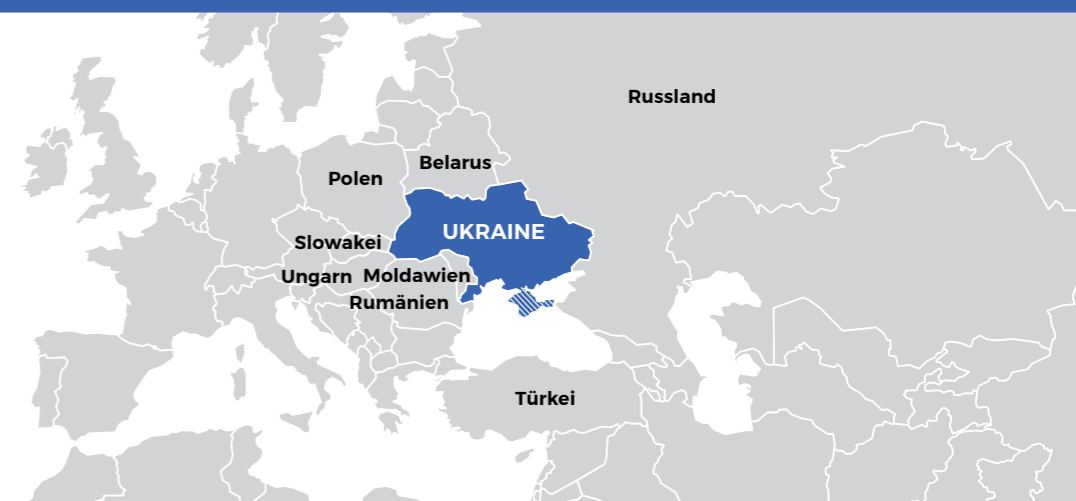 Russland
Belarus
Polen
UKRAINE
Slowakei
Ungarn
Moldawien
Rumänien
Türkei